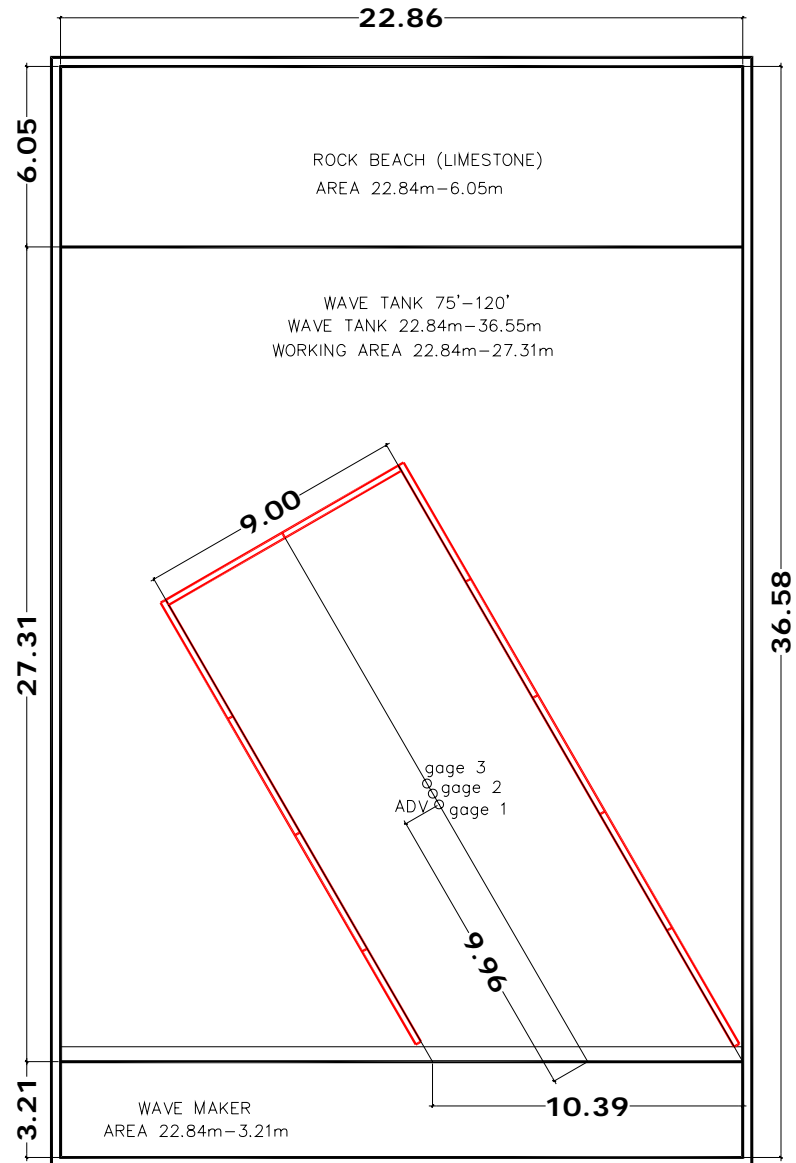 22.86
6.05
ROCK BEACH (LIMESTONE)
AREA 22.84m-6.05m
WAVE TANK 75'-120'
WAVE TANK 22.84m-36.55m
WORKING AREA 22.84m-27.31m
9.00
36.58
27.31
gage 3
gage 2
ADV
gage 1
9.96
10.39
3.21
WAVE MAKER
AREA 22.84m-3.21m